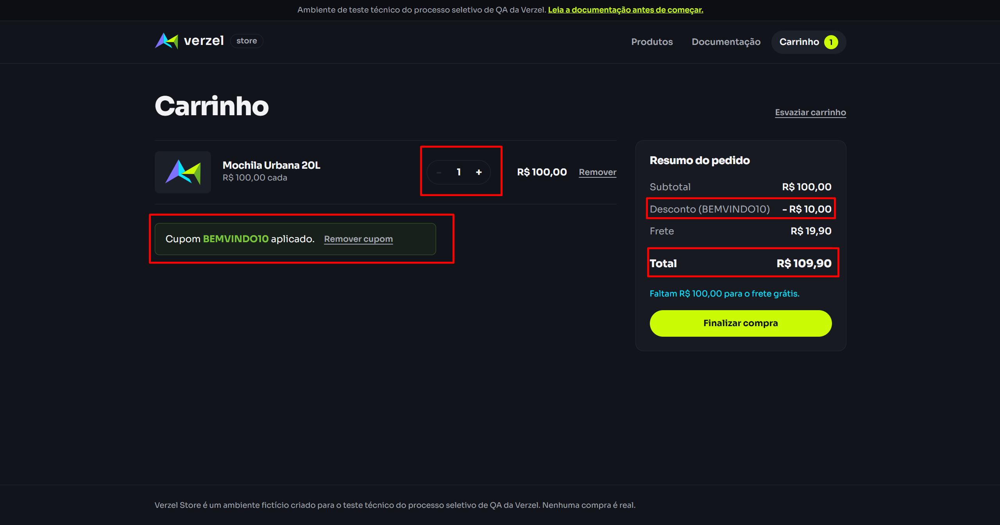 Ambiente de teste técnico do processo seletivo de QA da Verzel. Leia a documentação antes de começar.
verzel store
Produtos Documentação Carrinho 1
Carrinho
Esvaziar carrinho
Mochila Urbana 20L
R$ 100,00 cada
- 1 +
R$ 100,00
Remover
Cupom BEMVINDO10 aplicado. Remover cupom
Resumo do pedido
Subtotal R$ 100,00
Desconto (BEMVINDO10) - R$ 10,00
Frete R$ 19,90
Total R$ 109,90
Faltam R$ 100,00 para o frete grátis.
Finalizar compra
Verzel Store é um ambiente fictício criado para o teste técnico do processo seletivo de QA da Verzel. Nenhuma compra é real.